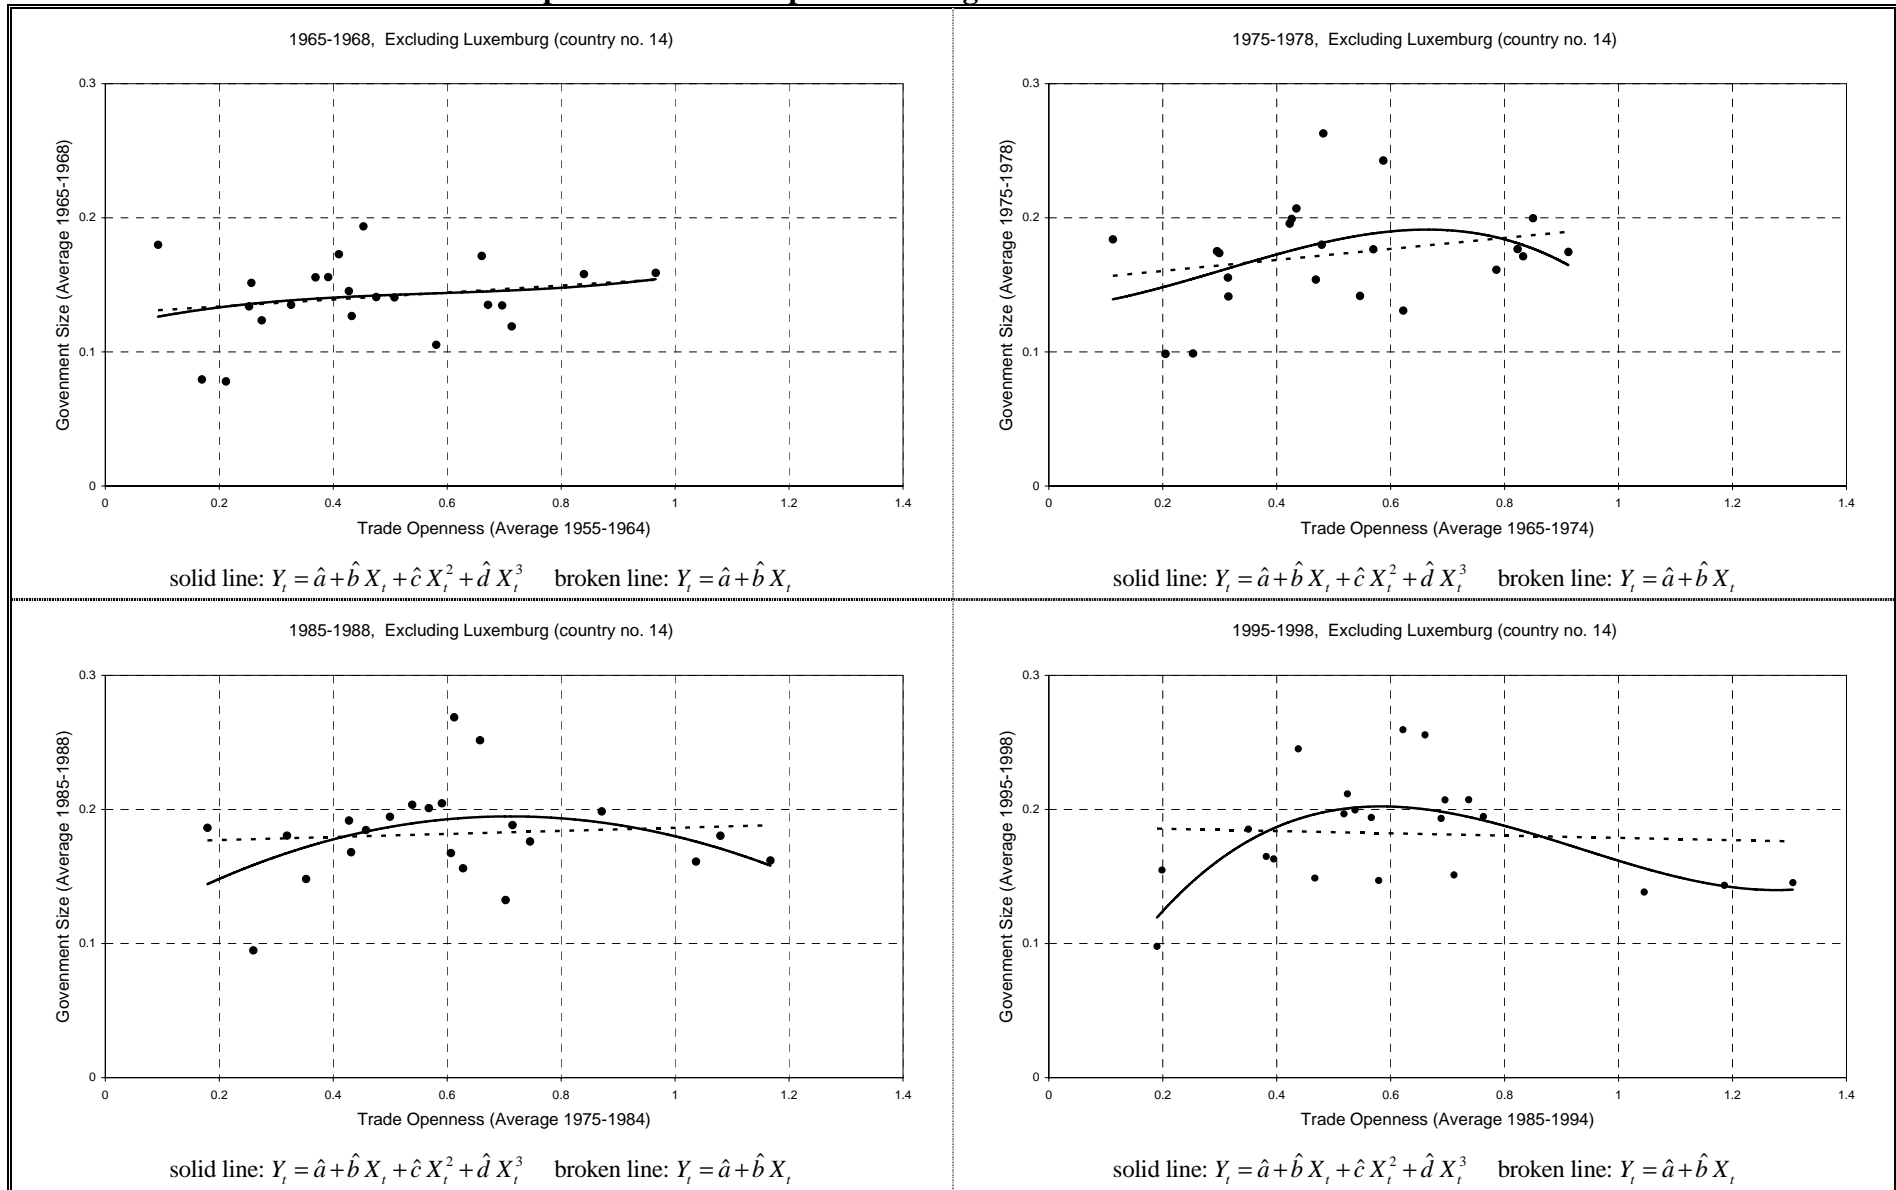 1965-1968, Excluding Luxemburg (country no. 14)
Govenment Size (Average 1965-1968)
0.3
0.2
0.1
0
0 0.2 0.4 0.6 0.8 1 1.2 1.4
Trade Openness (Average 1955-1964)
solid line: Y_t = â + b̂ X_t + ĉ X_t^2 + d̂ X_t^3 broken line: Y_t = â + b̂ X_t
1975-1978, Excluding Luxemburg (country no. 14)
Govenment Size (Average 1975-1978)
0.3
0.2
0.1
0
0 0.2 0.4 0.6 0.8 1 1.2 1.4
Trade Openness (Average 1965-1974)
solid line: Y_t = â + b̂ X_t + ĉ X_t^2 + d̂ X_t^3 broken line: Y_t = â + b̂ X_t
1985-1988, Excluding Luxemburg (country no. 14)
Govenment Size (Average 1985-1988)
0.3
0.2
0.1
0
0 0.2 0.4 0.6 0.8 1 1.2 1.4
Trade Openness (Average 1975-1984)
solid line: Y_t = â + b̂ X_t + ĉ X_t^2 + d̂ X_t^3 broken line: Y_t = â + b̂ X_t
1995-1998, Excluding Luxemburg (country no. 14)
Govenment Size (Average 1995-1998)
0.3
0.2
0.1
0
0 0.2 0.4 0.6 0.8 1 1.2 1.4
Trade Openness (Average 1985-1994)
solid line: Y_t = â + b̂ X_t + ĉ X_t^2 + d̂ X_t^3 broken line: Y_t = â + b̂ X_t